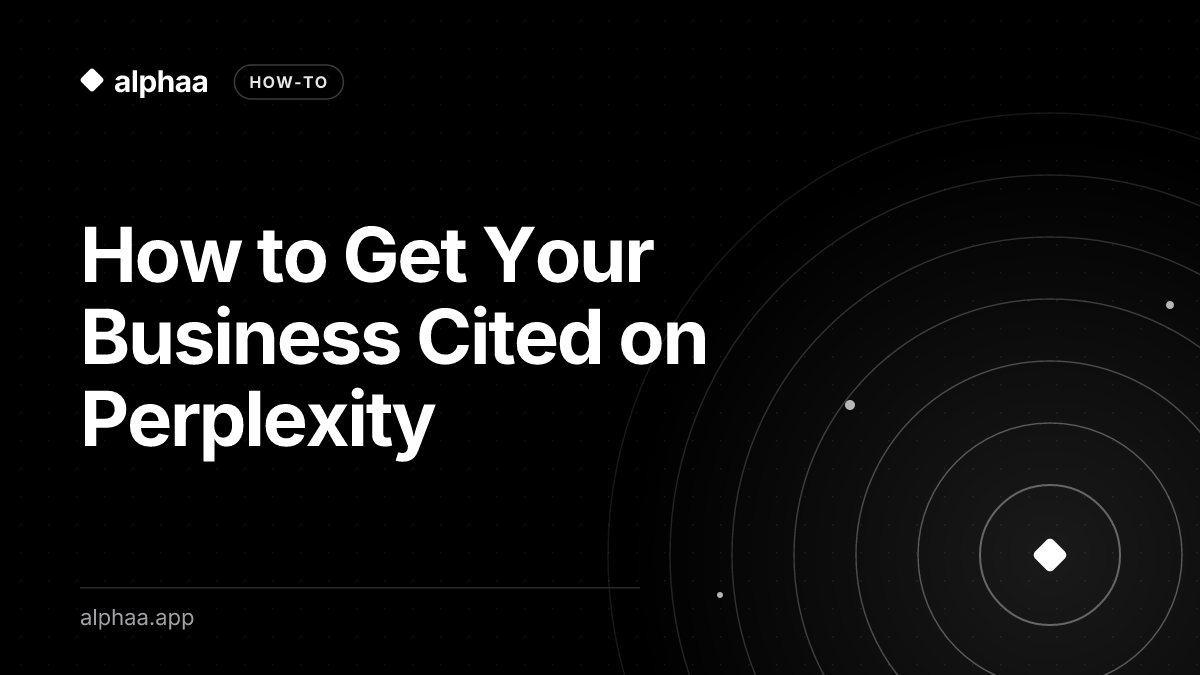 alphaa
HOW-TO
How to Get Your
Business Cited on
Perplexity
alphaa.app